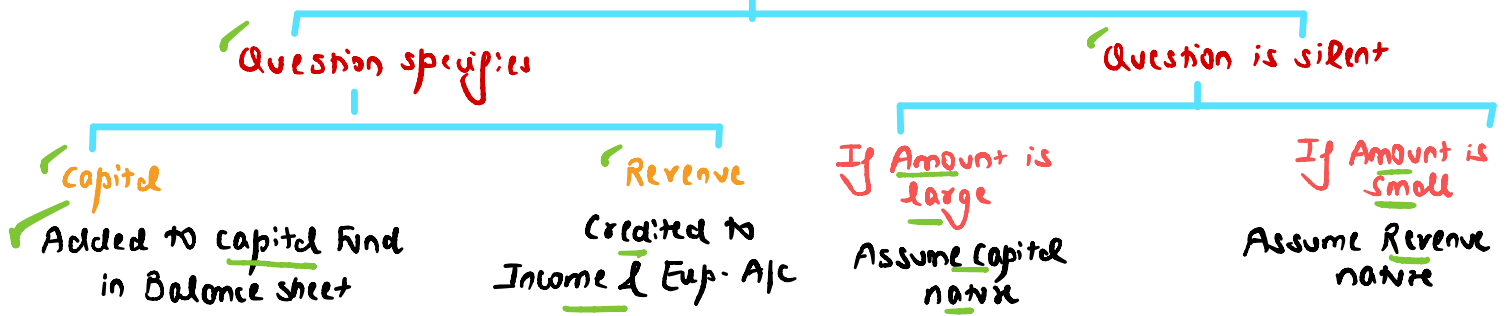 Question specifies
Question is silent
Capital
Added to capital Fund
in Balance sheet
Revenue
Credited to
Income & Exp. A/c
If Amount is
large
Assume Capital
nature
If Amount is
small
Assume Revenue
nature